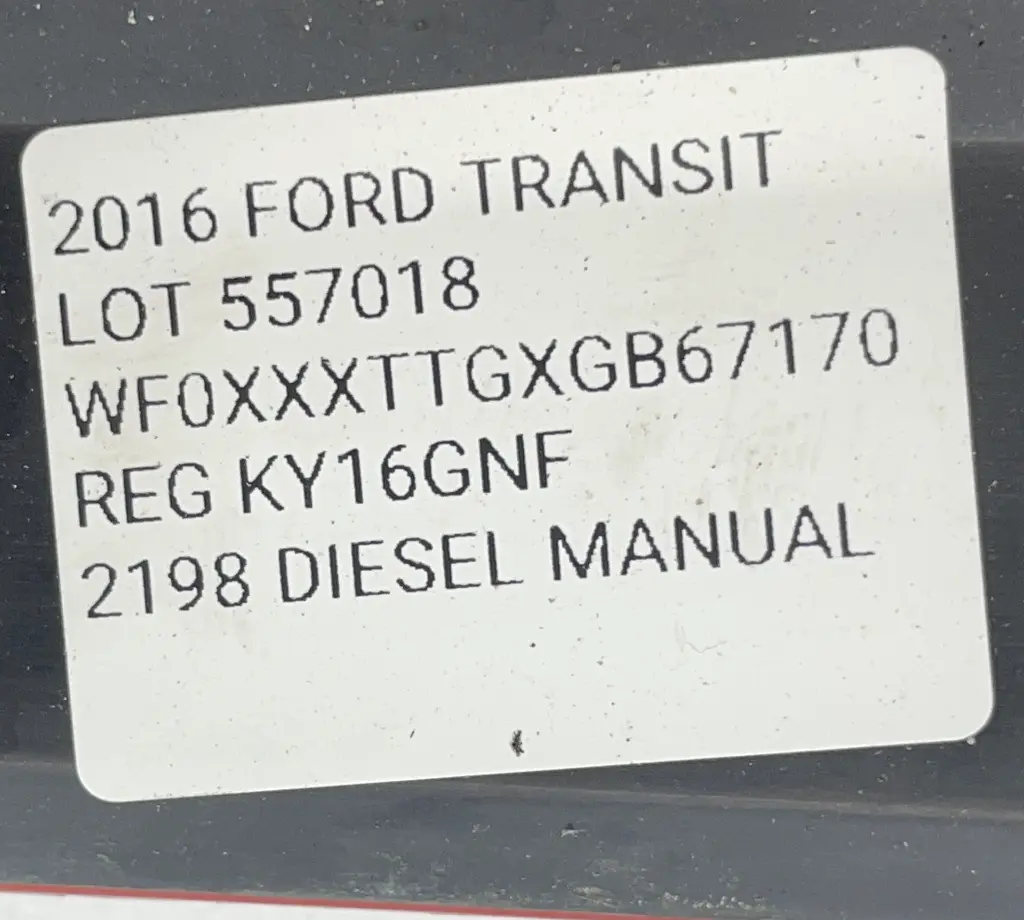 2016 FORD TRANSIT
LOT 557018
WF0XXXTTGXGB67170
REG KY16GNF
2198 DIESEL MANUAL